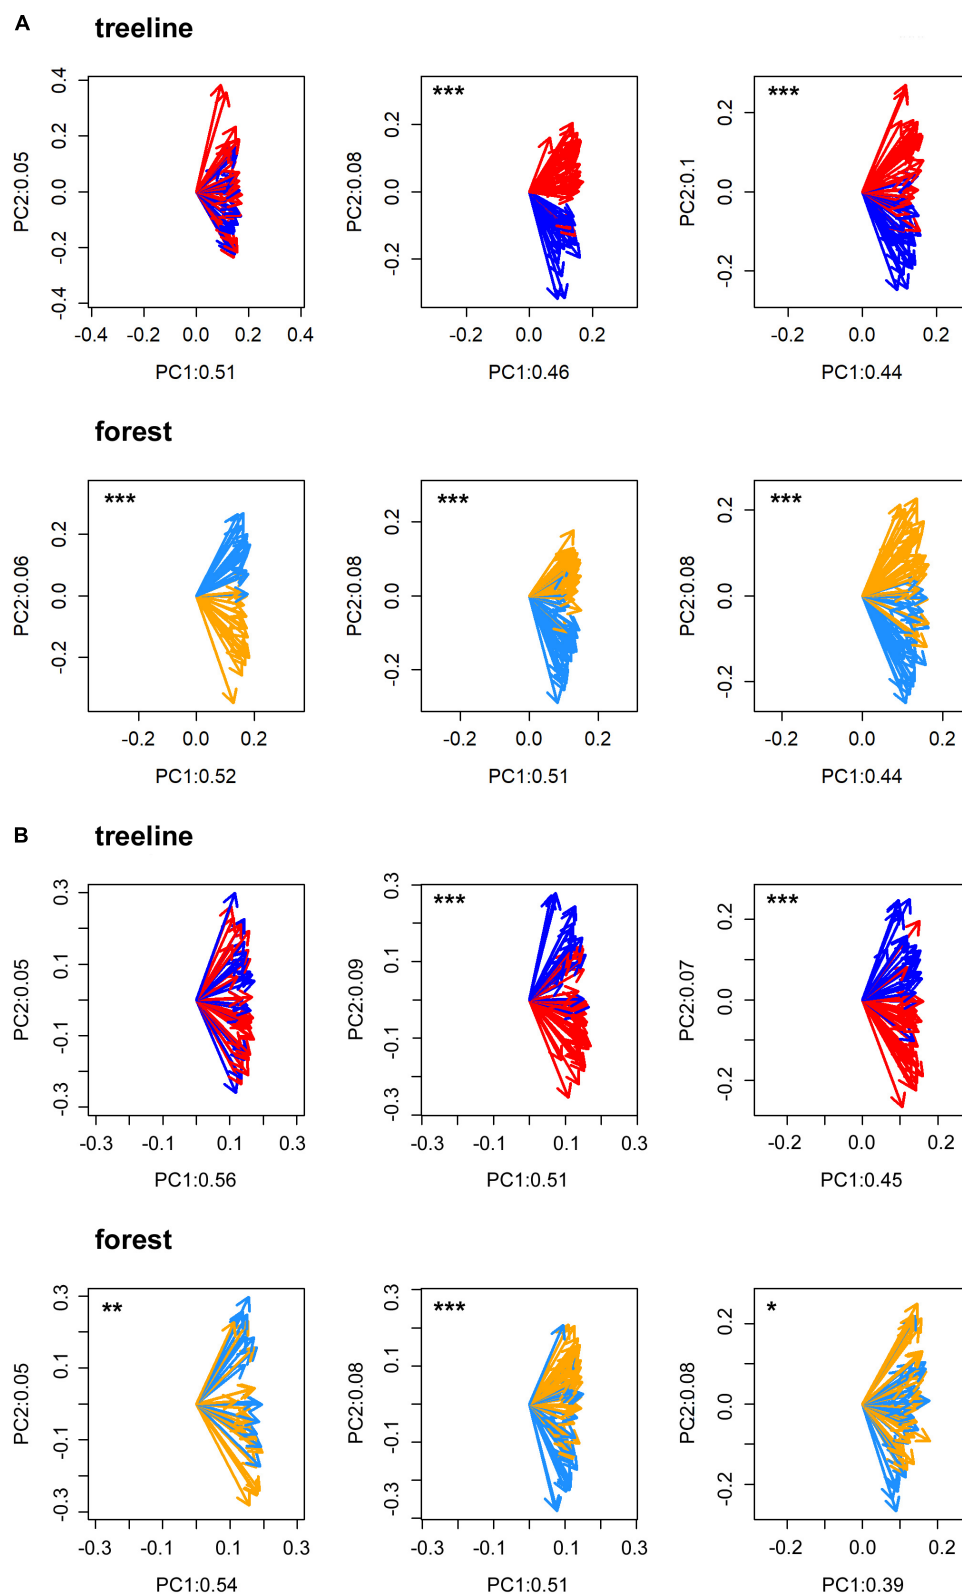 A
treeline
PC2:0.05
0.4
0.2
0.0
-0.2
-0.4
-0.4 -0.2 0.0 0.2 0.4
PC1:0.51
***
PC2:0.08
0.2
0.0
-0.2
-0.2 0.0 0.2
PC1:0.46
***
PC2:0.1
0.2
0.0
-0.2
-0.2 0.0 0.2
PC1:0.44
forest
***
PC2:0.06
0.2
0.0
-0.2
-0.2 0.0 0.2
PC1:0.52
***
PC2:0.08
0.2
0.0
-0.2
-0.2 0.0 0.2
PC1:0.51
***
PC2:0.08
0.2
0.0
-0.2
-0.2 0.0 0.2
PC1:0.44
B
treeline
PC2:0.05
0.3
0.1
-0.1
-0.3
-0.3 -0.1 0.1 0.3
PC1:0.56
***
PC2:0.09
0.3
0.1
-0.1
-0.3
-0.3 -0.1 0.1 0.3
PC1:0.51
***
PC2:0.07
0.2
0.0
-0.2
-0.2 0.0 0.2
PC1:0.45
forest
**
PC2:0.05
0.3
0.1
-0.1
-0.3
-0.3 -0.1 0.1 0.3
PC1:0.54
***
PC2:0.08
0.3
0.1
-0.1
-0.3
-0.3 -0.1 0.1 0.3
PC1:0.51
*
PC2:0.08
0.2
0.0
-0.2
-0.2 0.0 0.2
PC1:0.39